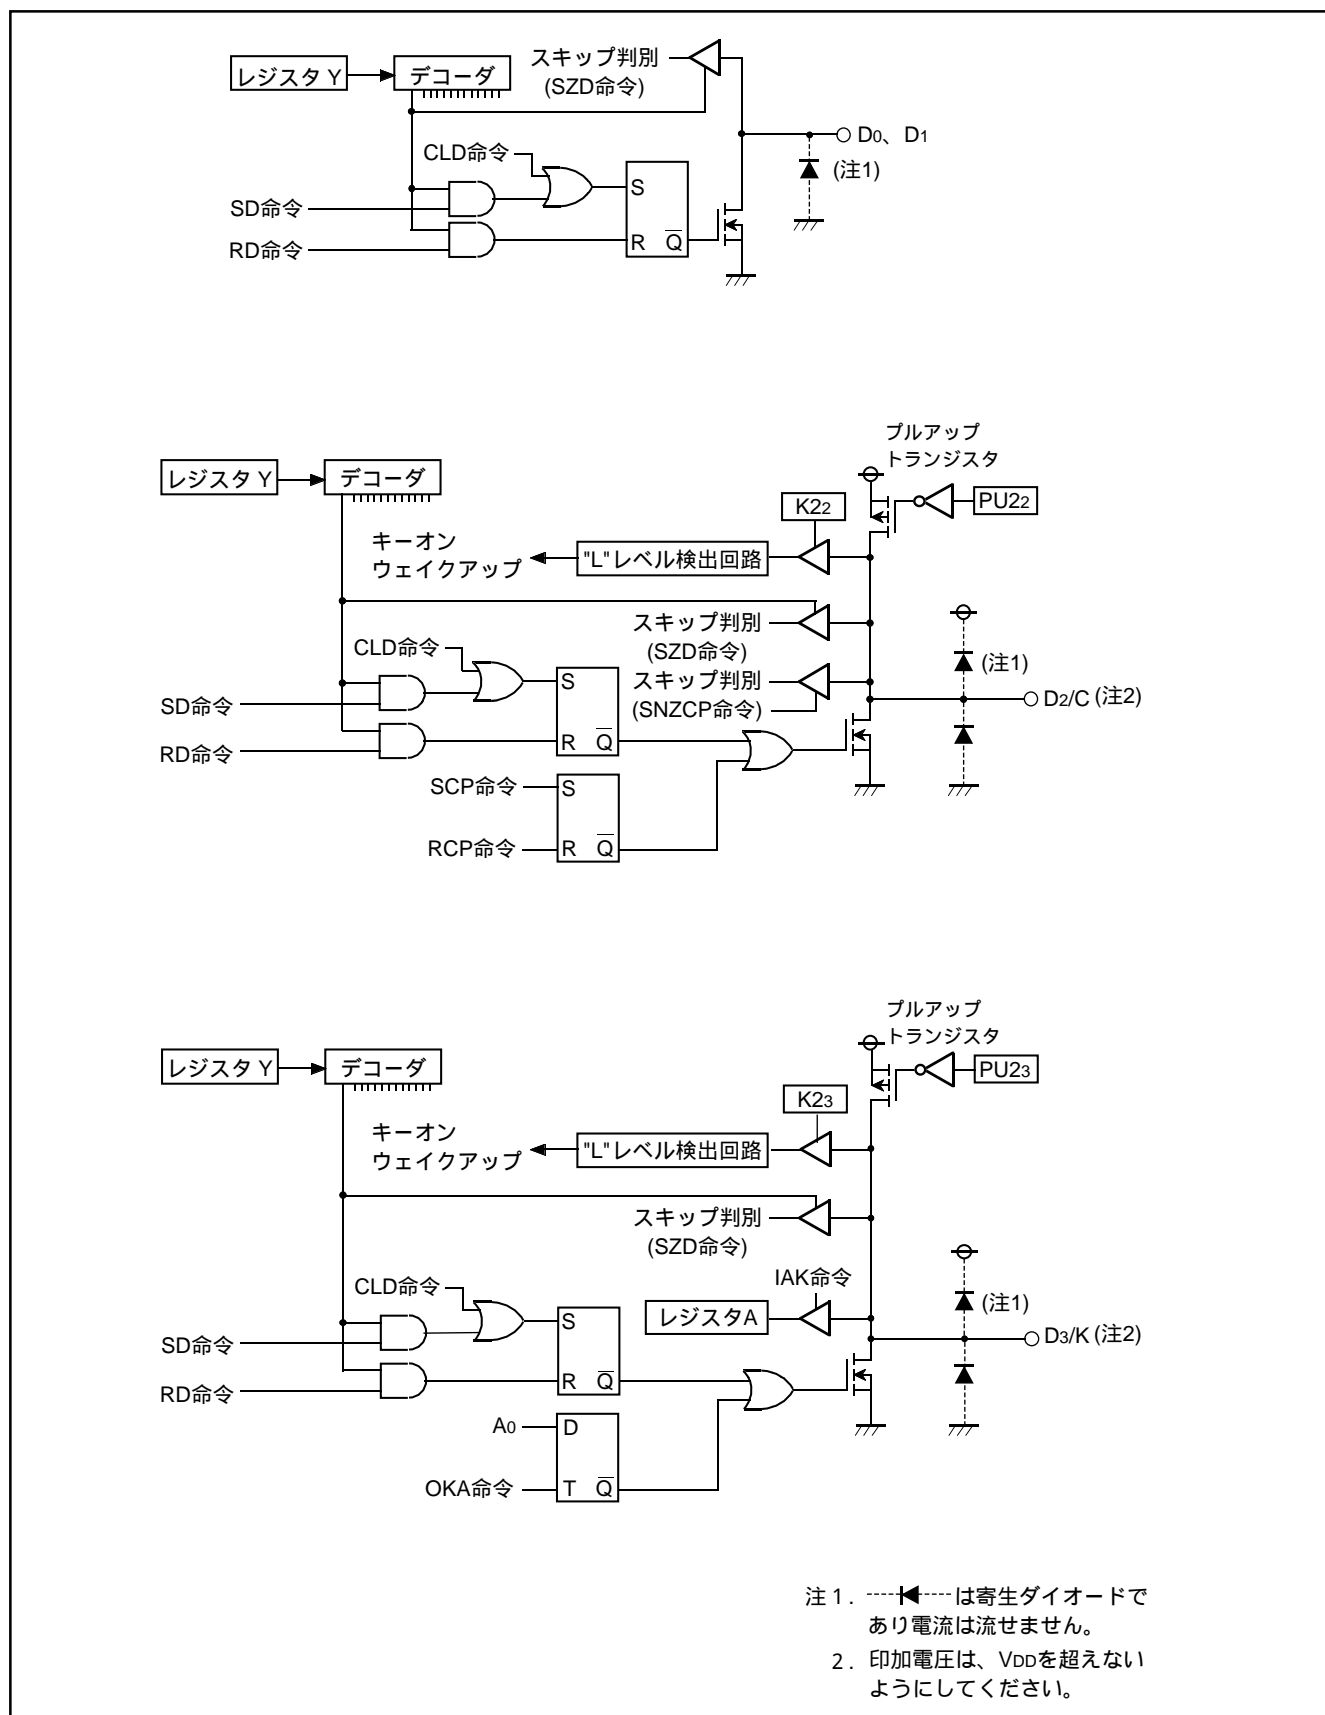 レジスタ Y
デコーダ
スキップ判別
(SZD命令)
D0、D1
(注1)
CLD命令
SD命令
RD命令
S
R Q
プルアップ
トランジスタ
レジスタ Y
デコーダ
K22
PU22
キーオン
ウェイクアップ
"L"レベル検出回路
スキップ判別
(SZD命令)
(注1)
CLD命令
スキップ判別
(SNZCP命令)
D2/C (注2)
SD命令
RD命令
S
R Q
SCP命令
S
RCP命令
R Q
プルアップ
トランジスタ
レジスタ Y
デコーダ
K23
PU23
キーオン
ウェイクアップ
"L"レベル検出回路
スキップ判別
(SZD命令)
IAK命令
CLD命令
レジスタA
(注1)
D3/K (注2)
SD命令
RD命令
S
R Q
A0
D
OKA命令
T Q
注 1. は寄生ダイオードで
あり電流は流せません。
2. 印加電圧は、VDDを超えない
ようにしてください。